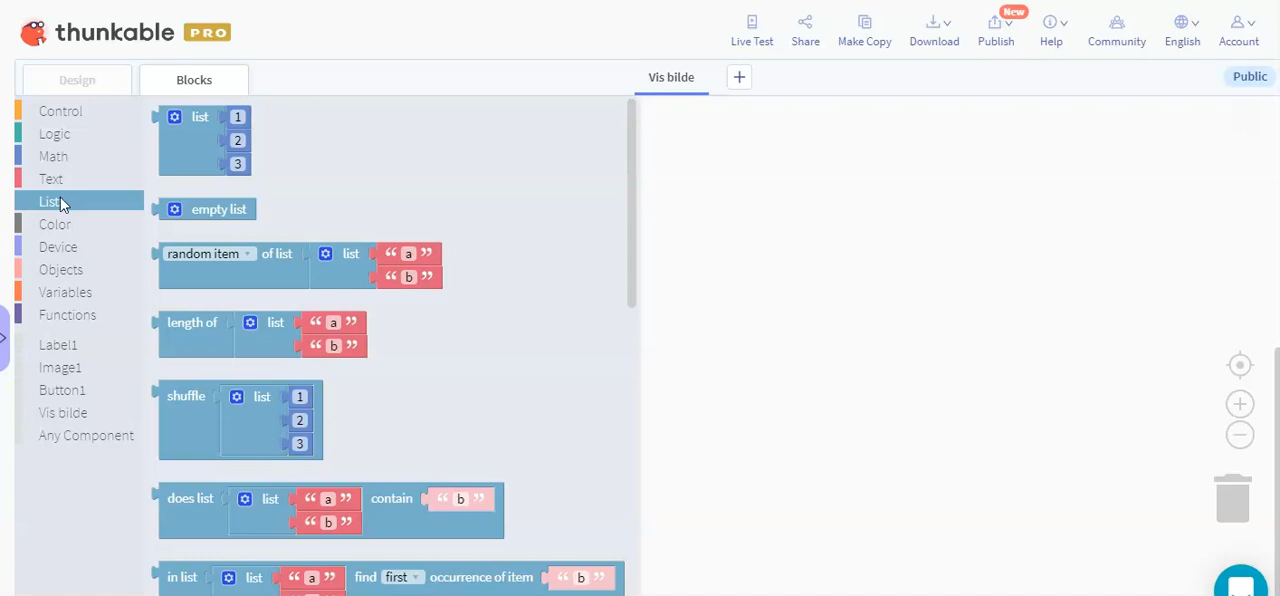 thunkable PRO
Live Test
Share
Make Copy
Download
New
Publish
Help
Community
English
Account
Design
Blocks
Vis bilde
+
Public
Control
Logic
Math
Text
List
Color
Device
Objects
Variables
Functions
Label1
Image1
Button1
Vis bilde
Any Component
list 1
2
3
empty list
random item of list list “ a ”
“ b ”
length of list “ a ”
“ b ”
shuffle list 1
2
3
does list list “ a ” contain “ b ”
“ b ”
in list list “ a ” find first occurrence of item “ b ”